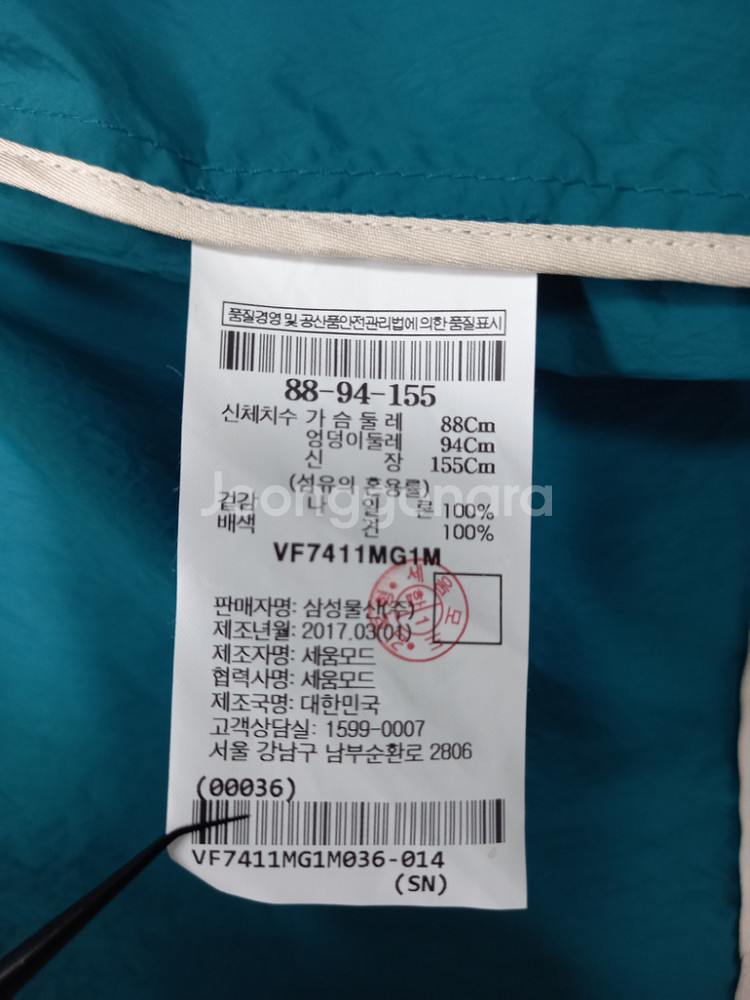 품질경영 및 공산품안전관리법에 의한 품질표시
88-94-155
신체치수 가 슴 둘 레 88Cm
엉덩이둘레 94Cm
신 장 155Cm
(섬유의 혼용률)
겉감 나 일 론 100%
배색 견 100%
Joonggonara
VF7411MG1M
판매자명: 삼성물산(주)
제조년월: 2017.03(01)
제조자명: 세움모드
협력사명: 세움모드
제조국명: 대한민국
고객상담실: 1599-0007
서울 강남구 남부순환로 2806
(00036)
VF7411MG1M036-014
(SN)